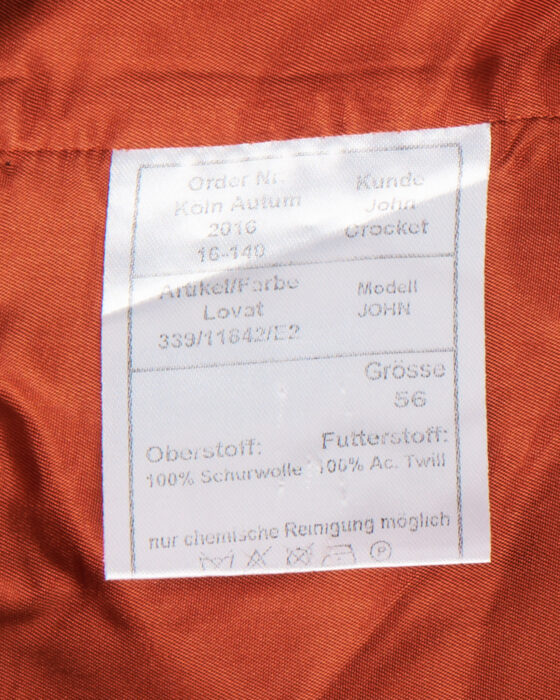 Order Nr.
Koln Autum
2016
16-140
Kunde
John
Crocket
Artikel/Farbe
Lovat
339/11642/E2
Modell
JOHN
Grösse
56
Oberstoff:
100% Schurwolle
Futterstoff:
100% Ac. Twill
nur chemische Reinigung möglich
P